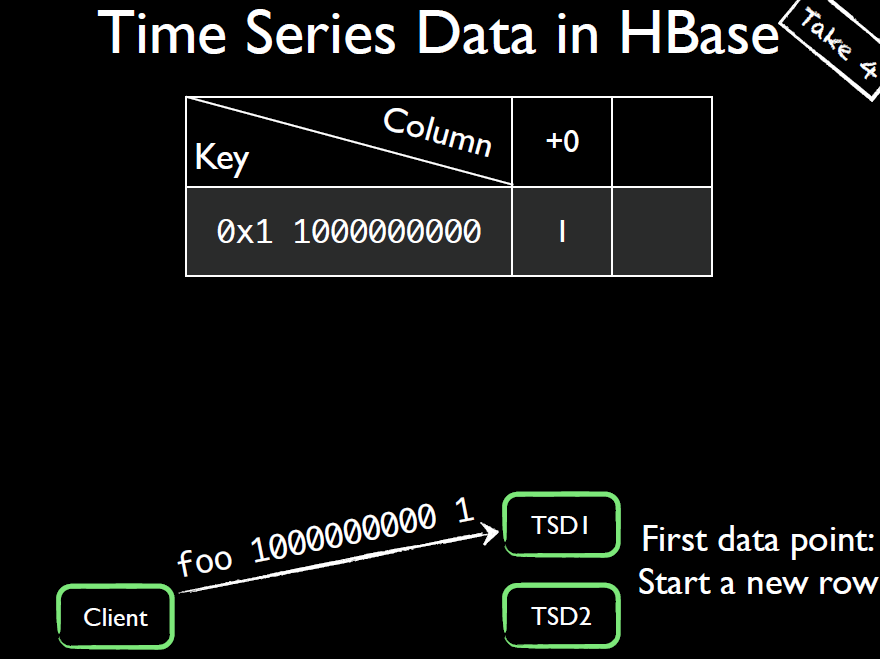 Time Series Data in HBase
Take 4
Column
Key
+0
0x1 1000000000
1
foo 1000000000 1
TSD1
First data point:
Start a new row
Client
TSD2